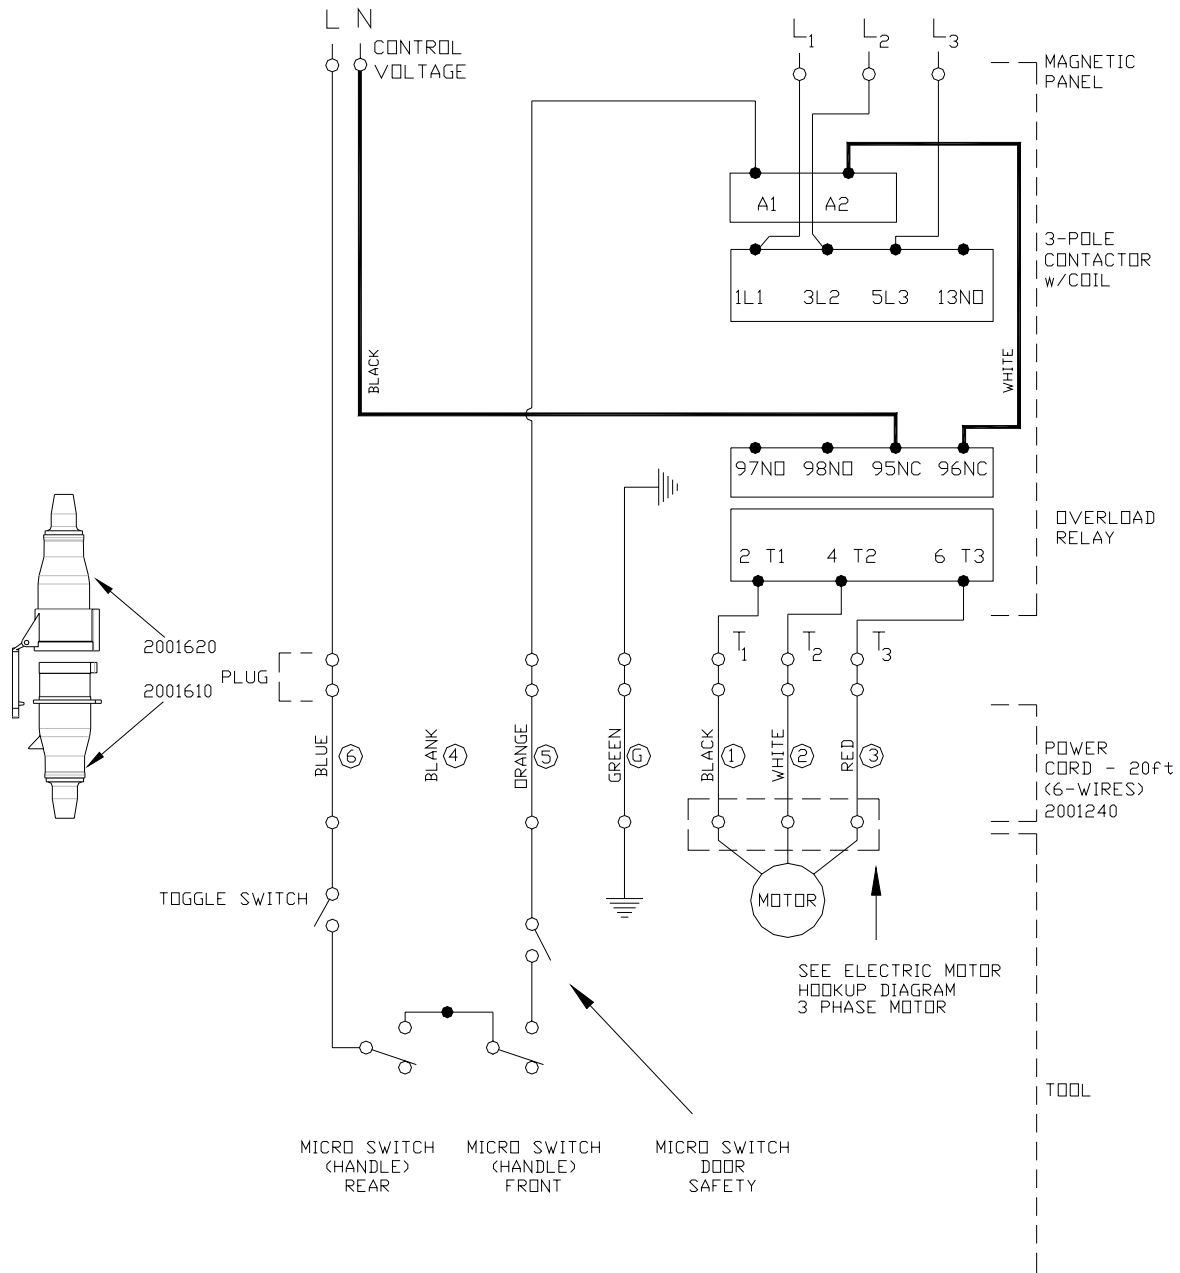 L N
CONTROL
VOLTAGE
L1 L2 L3
MAGNETIC
PANEL
A1 A2
3-POLE
CONTACTOR
w/COIL
1L1 3L2 5L3 13NO
BLACK
WHITE
97NO 98NO 95NC 96NC
OVERLOAD
RELAY
2 T1 4 T2 6 T3
T1 T2 T3
2001620
PLUG
2001610
BLUE 6
BLANK 4
ORANGE 5
GREEN G
BLACK 1
WHITE 2
RED 3
POWER
CORD - 20ft
(6-WIRES)
2001240
TOGGLE SWITCH
MOTOR
SEE ELECTRIC MOTOR
HOOKUP DIAGRAM
3 PHASE MOTOR
TOOL
MICRO SWITCH
(HANDLE)
REAR
MICRO SWITCH
(HANDLE)
FRONT
MICRO SWITCH
DOOR
SAFETY